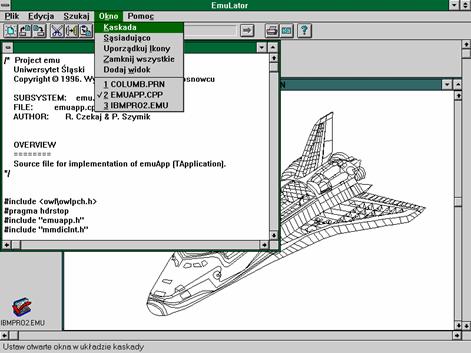 EmuLator
Plik Edycja Szukaj Okno Pomoc
Kaskada
Sąsiadująco
Uporządkuj Ikony
Zamknij wszystkie
Dodaj widok
1 COLUMB.PRN
✓2 EMUAPP.CPP
3 IBMPRO2.EMU
/* Project emu
Uniwersytet Śląski
Copyright © 1996. Wy
osnowcu
SUBSYSTEM: emu.
FILE: emuapp.c
AUTHOR: R. Czekaj & P. Szymik
OVERVIEW
========
Source file for implementation of emuApp (TApplication).
*/
#include <owl\owlpch.h>
#pragma hdrstop
#include "emuapp.h"
#include "mmdiclnt.h"
IBMPRO2.EMU
Ustaw otwarte okna w układzie kaskady